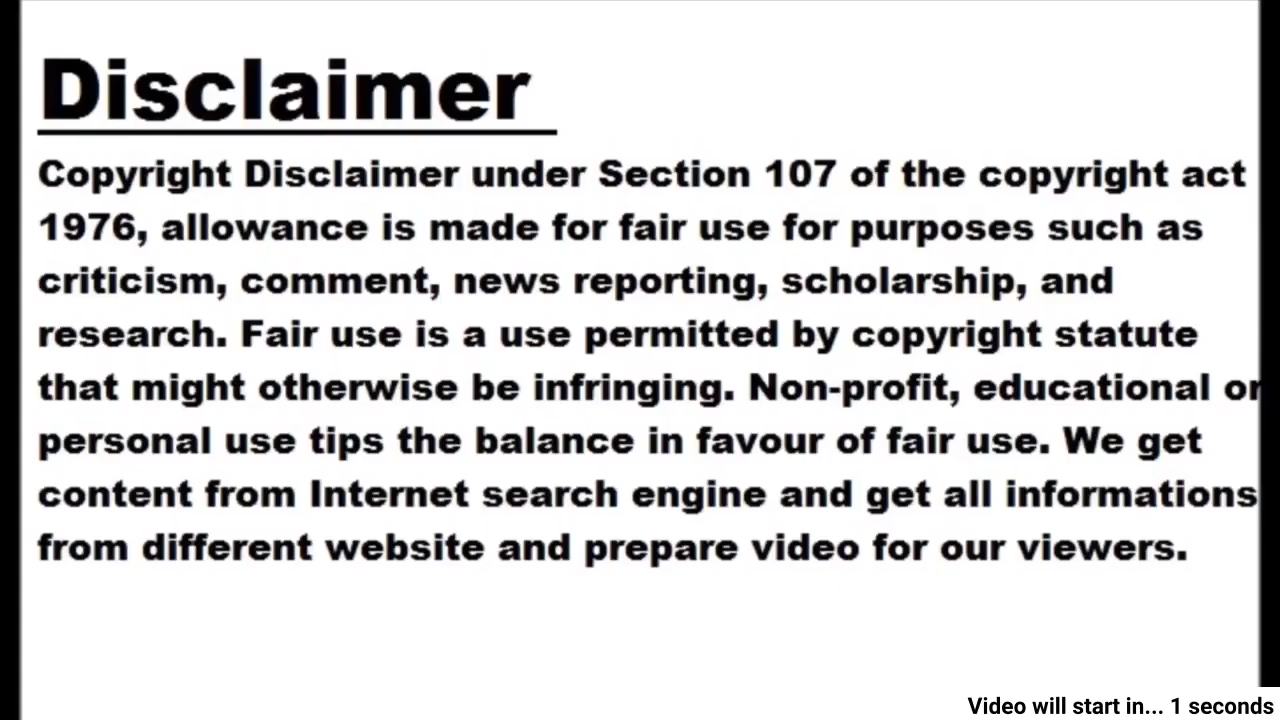 Disclaimer
Copyright Disclaimer under Section 107 of the copyright act
1976, allowance is made for fair use for purposes such as
criticism, comment, news reporting, scholarship, and
research. Fair use is a use permitted by copyright statute
that might otherwise be infringing. Non-profit, educational or
personal use tips the balance in favour of fair use. We get
content from Internet search engine and get all informations
from different website and prepare video for our viewers.
Video will start in... 1 seconds